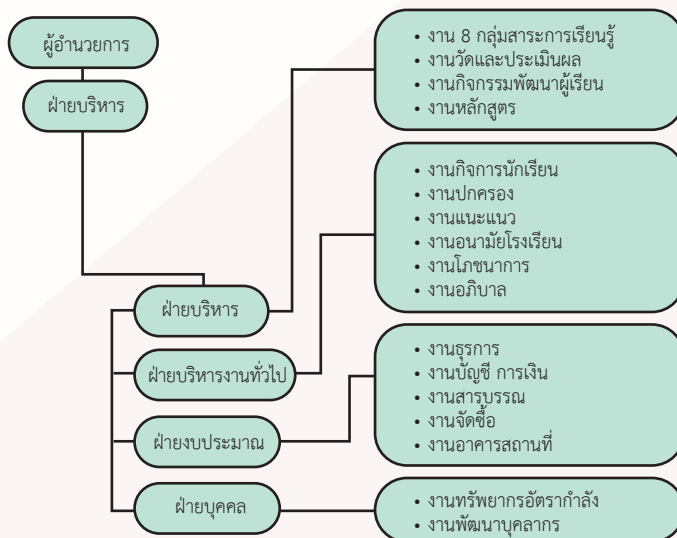 ผู้อำนวยการ
ฝ่ายบริหาร
ฝ่ายบริหาร
ฝ่ายบริหารงานทั่วไป
ฝ่ายงบประมาณ
ฝ่ายบุคคล
• งาน 8 กลุ่มสาระการเรียนรู้
• งานวัดและประเมินผล
• งานกิจกรรมพัฒนาผู้เรียน
• งานหลักสูตร
• งานกิจการนักเรียน
• งานปกครอง
• งานแนะแนว
• งานอนามัยโรงเรียน
• งานโภชนาการ
• งานอภิบาล
• งานธุรการ
• งานบัญชี การเงิน
• งานสารบรรณ
• งานจัดซื้อ
• งานอาคารสถานที่
• งานทรัพยากรอัตรากำลัง
• งานพัฒนาบุคลากร